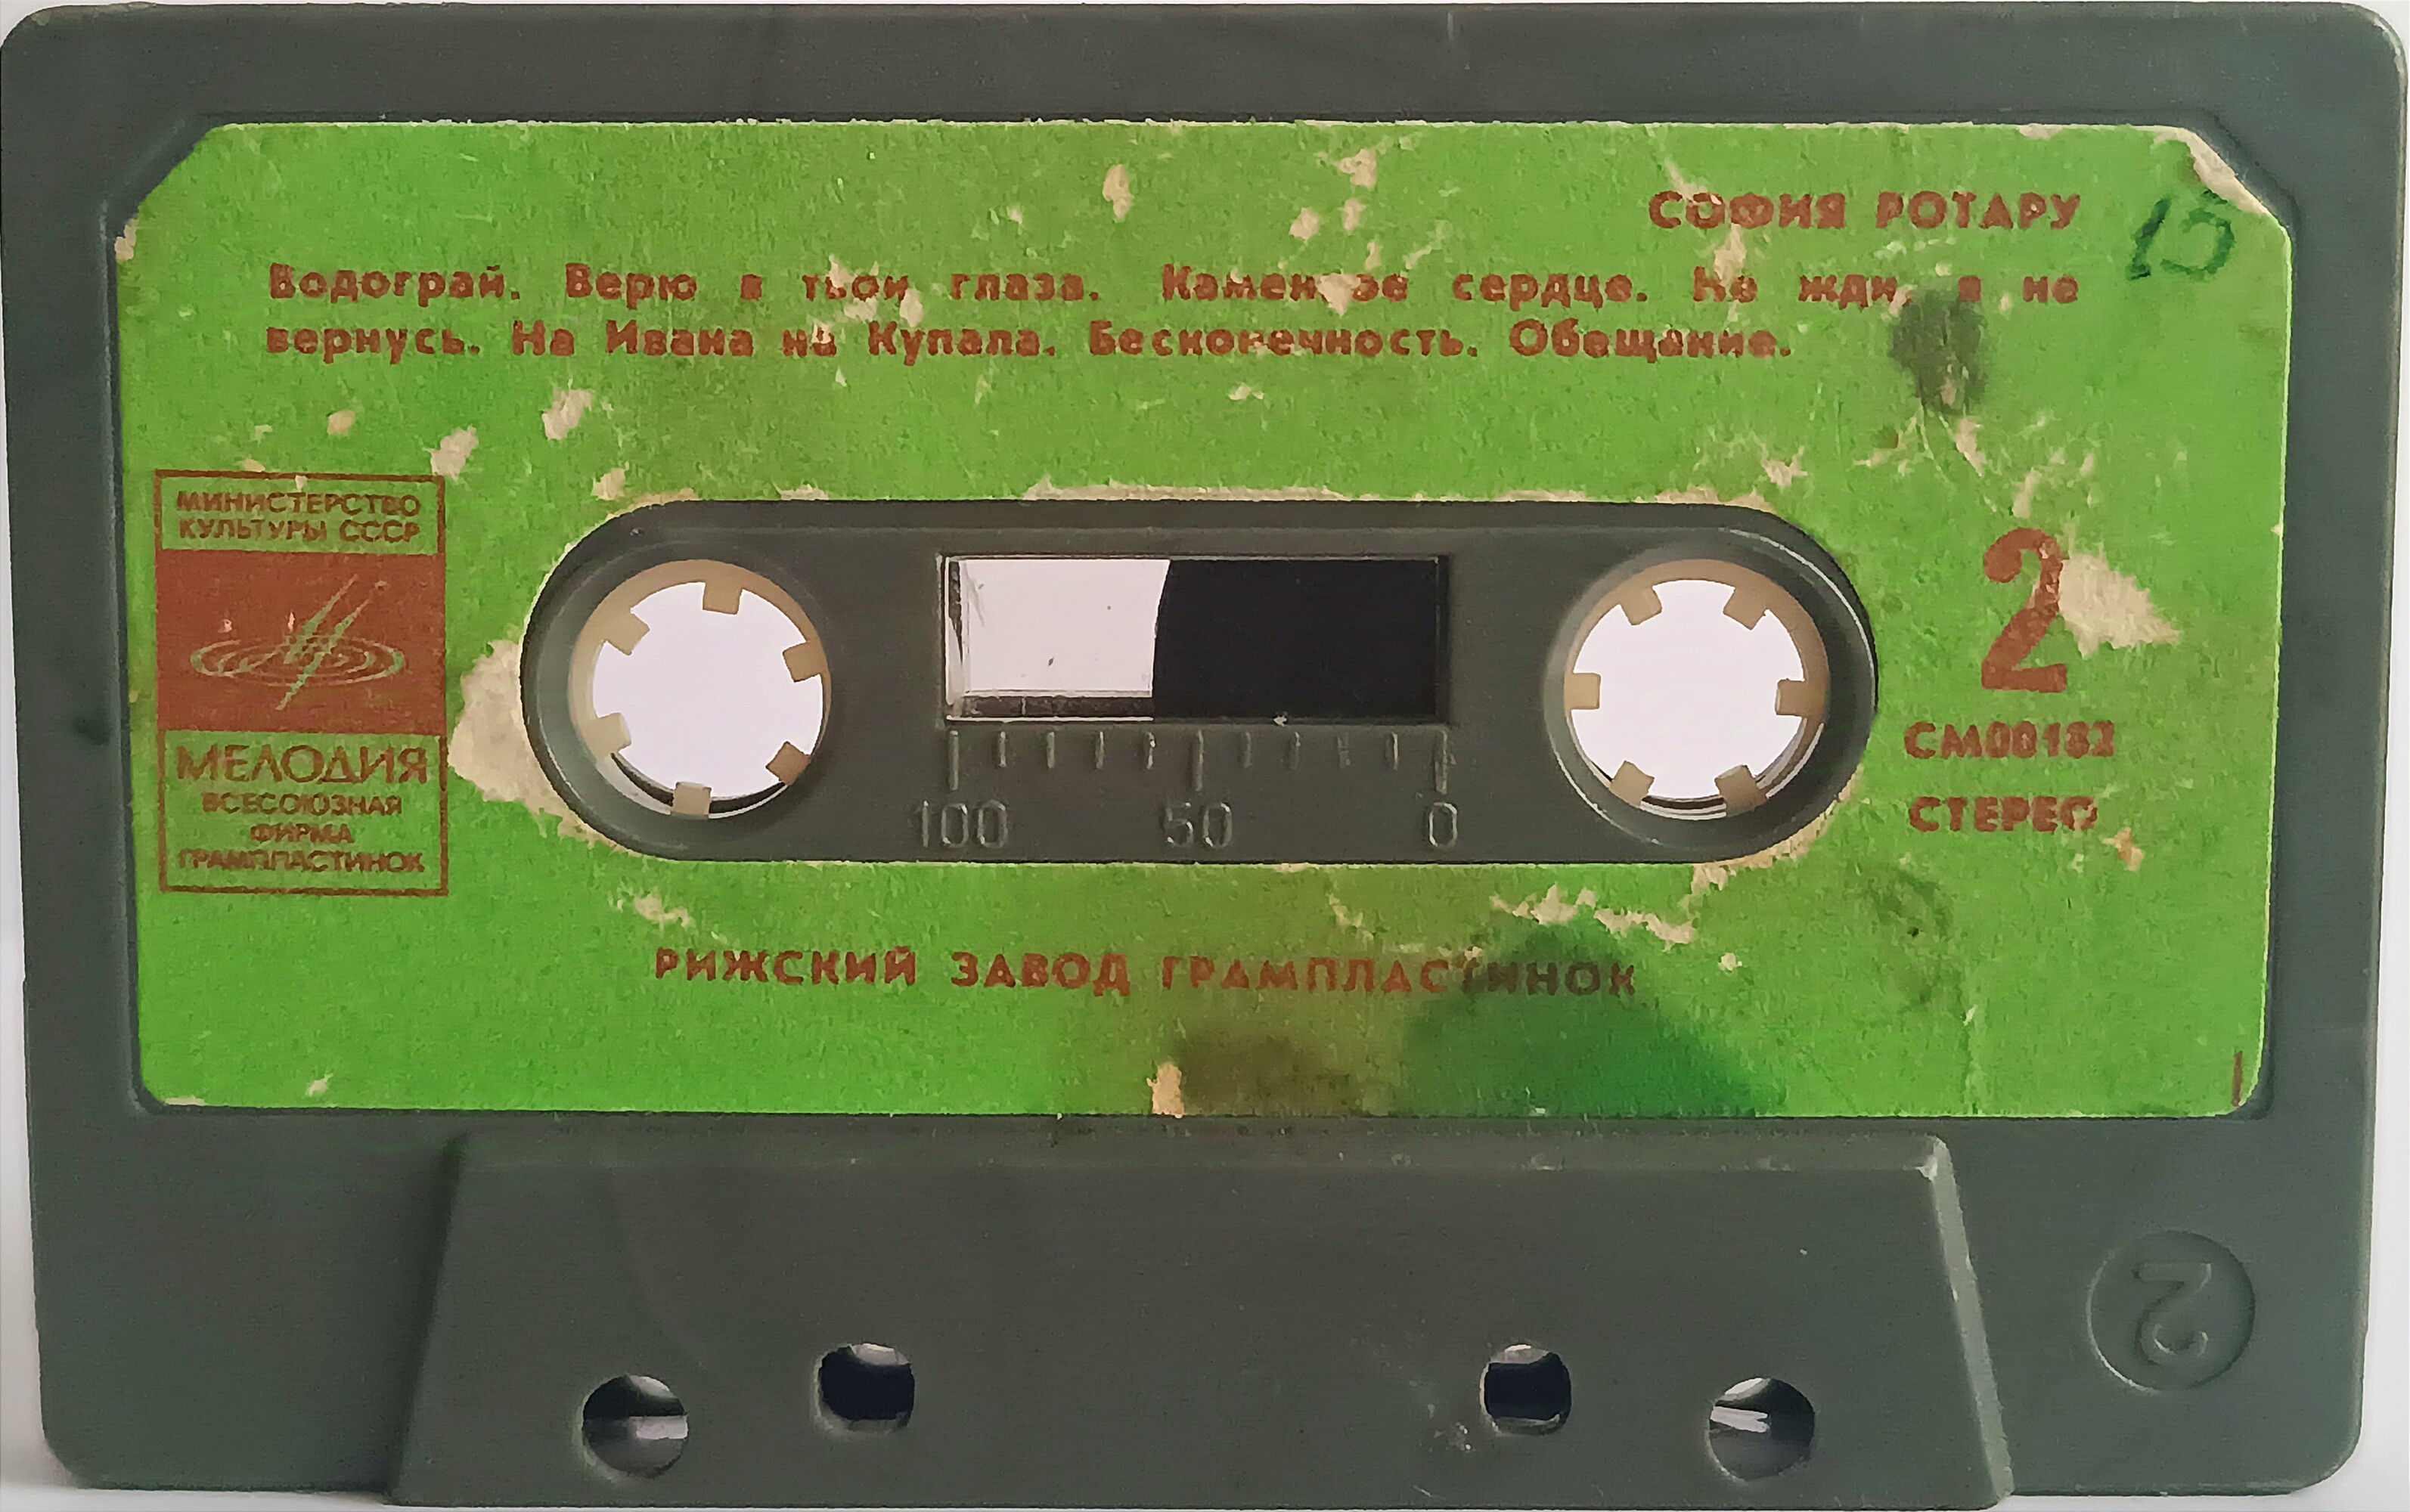 СОФИЯ РОТАРУ
13
Водограй. Верю в твои глаза. Каменное сердце. Не жди, я не
вернусь. На Ивана на Купала. Бесконечность. Обещание.
МИНИСТЕРСТВО
КУЛЬТУРЫ СССР
МЕЛОДИЯ
ВСЕСОЮЗНАЯ
ФИРМА
ГРАМПЛАСТИНОК
2
СМ00182
СТЕРЕО
100 50 0
РИЖСКИЙ ЗАВОД ГРАМПЛАСТИНОК
2